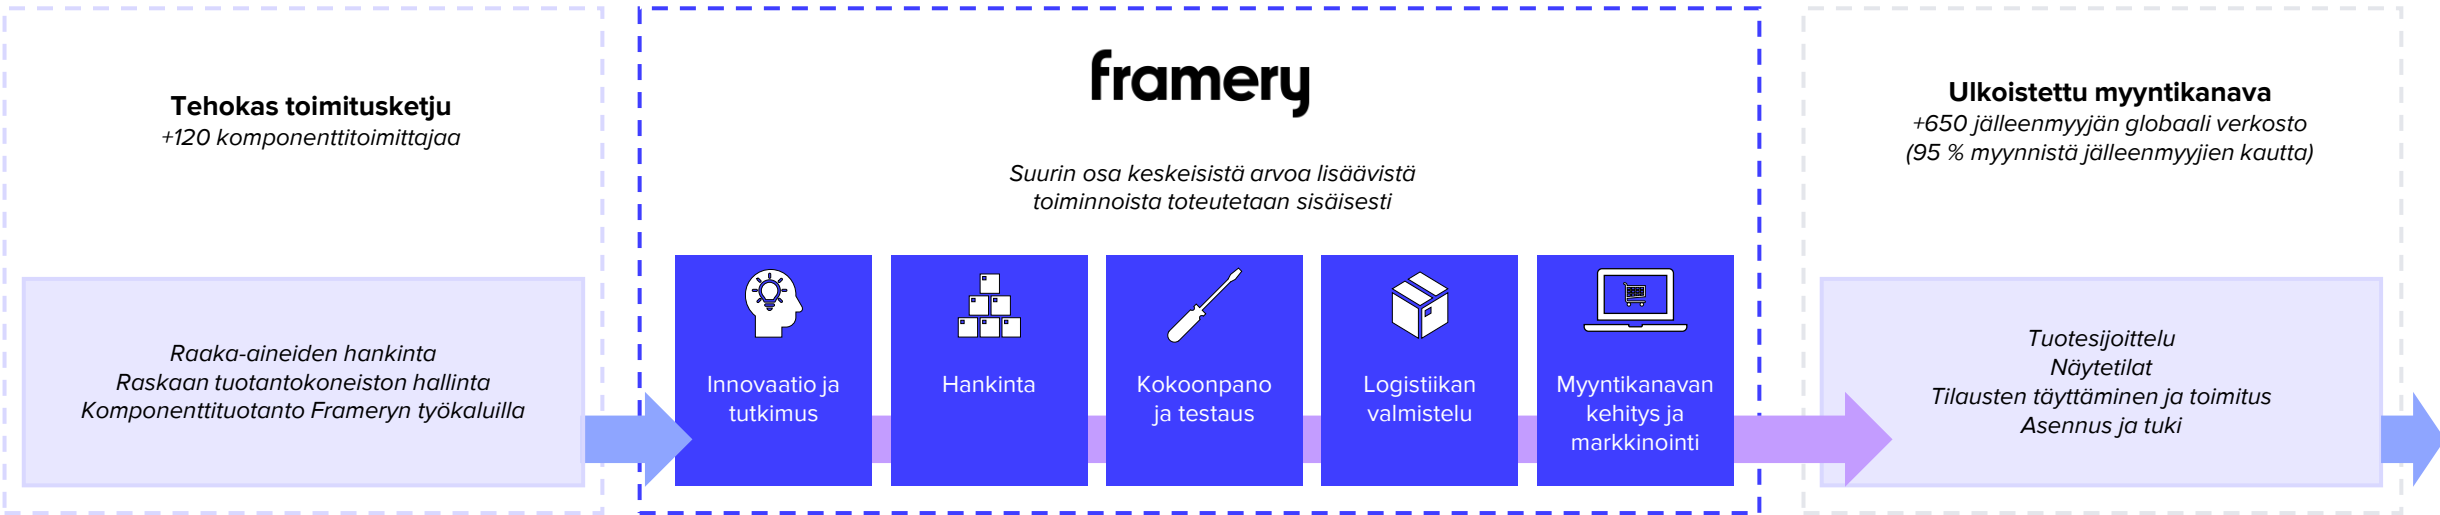 Tehokas toimitusketju
+120 komponenttitoimittajaa
Raaka-aineiden hankinta
Raskaan tuotantokoneiston hallinta
Komponenttituotanto Frameryn työkaluilla
framery
Suurin osa keskeisistä arvoa lisäävistä
toiminnoista toteutetaan sisäisesti
Innovaatio ja
tutkimus
Hankinta
Kokoonpano
ja testaus
Logistiikan
valmistelu
Myyntikanavan
kehitys ja
markkinointi
Ulkoistettu myyntikanava
+650 jälleenmyyjän globaali verkosto
(95 % myynnistä jälleenmyyjien kautta)
Tuotesijoittelu
Näytetilat
Tilausten täyttäminen ja toimitus
Asennus ja tuki